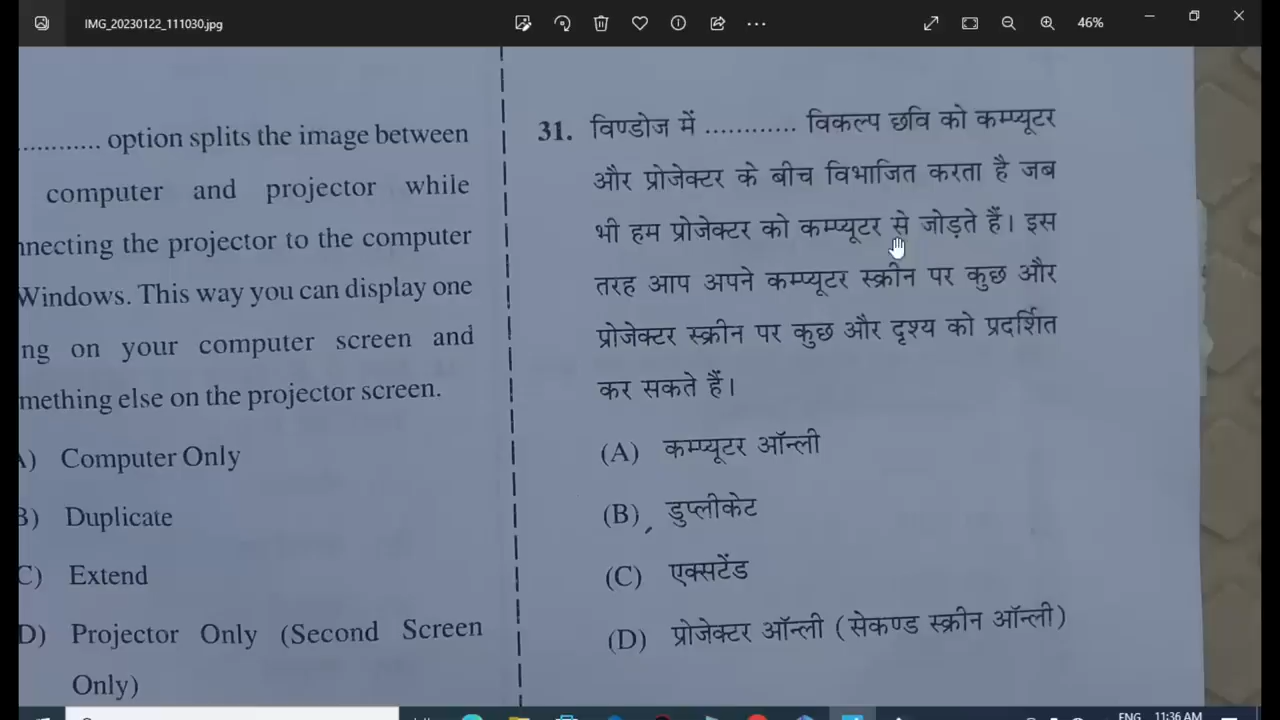 IMG_20230122_111030.jpg
46%
............ option splits the image between
computer and projector while
the projector to the computer
Windows. This way you can display one
on your computer screen and
else on the projector screen.
Computer Only
Duplicate
Extend
D) Projector Only (Second Screen
Only)
31. विण्डोज में ............ विकल्प छवि को कम्प्यूटर
और प्रोजेक्टर के बीच विभाजित करता है जब
भी हम प्रोजेक्टर को कम्प्यूटर से जोड़ते हैं। इस
तरह आप अपने कम्प्यूटर स्क्रीन पर कुछ और
प्रोजेक्टर स्क्रीन पर कुछ और दृश्य को प्रदर्शित
कर सकते हैं।
(A) कम्प्यूटर ऑन्ली
(B) डुप्लीकेट
(C) एक्सटेंड
(D) प्रोजेक्टर ऑन्ली (सेकण्ड स्क्रीन ऑन्ली)
ENG 11:36 AM